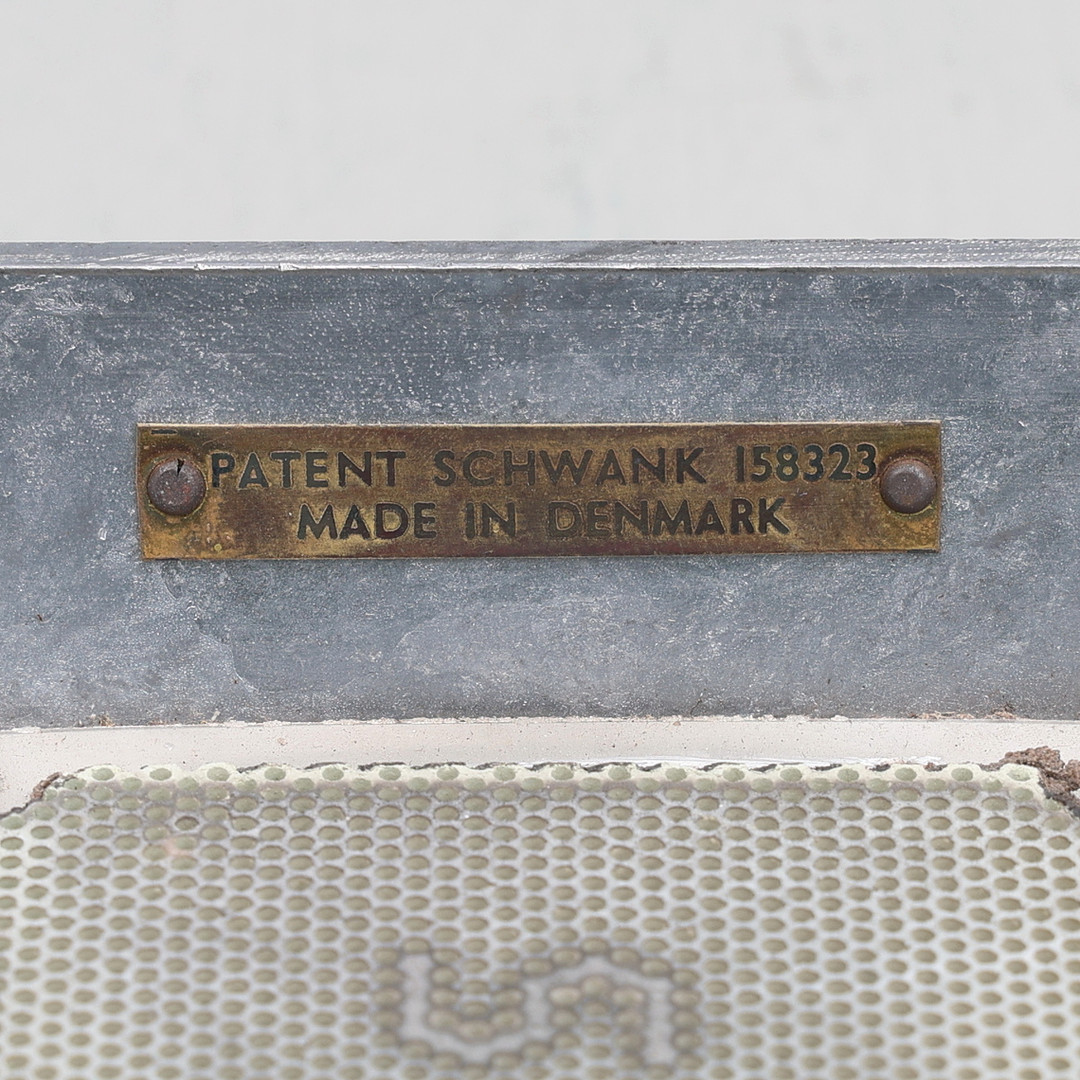 PATENT SCHWANK 158323
MADE IN DENMARK
S